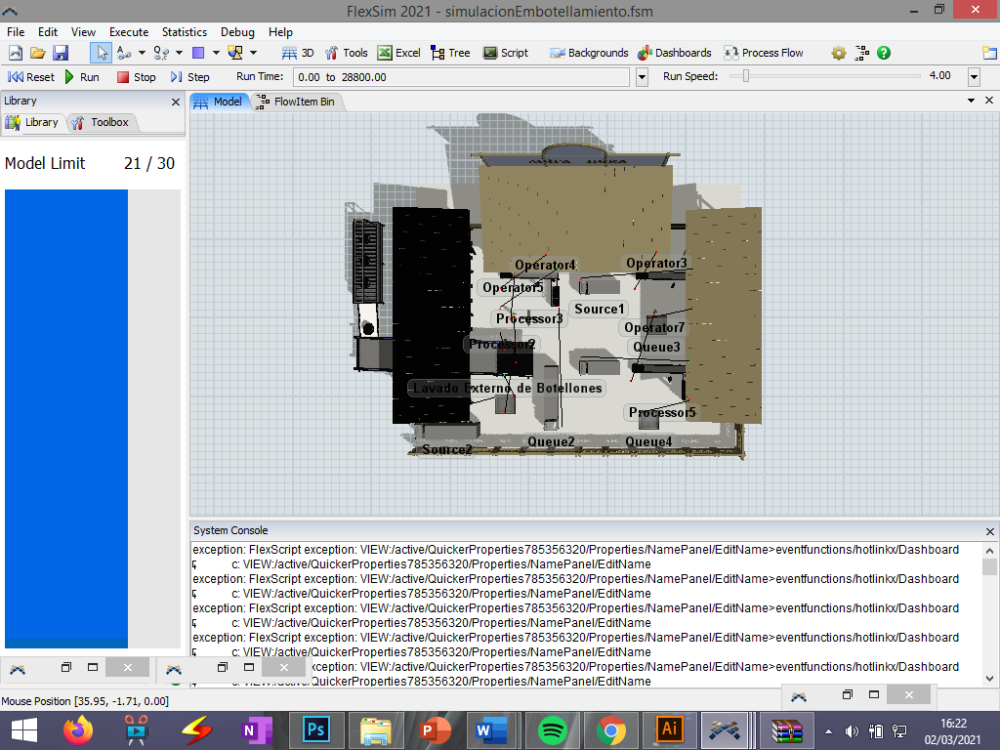 FlexSim 2021 - simulacionEmbotellamiento.fsm
File Edit View Execute Statistics Debug Help
3D Tools Excel Tree Script Backgrounds Dashboards Process Flow
Reset Run Stop Step Run Time: 0.00 to 28800.00 Run Speed: 4.00
Library
Library Toolbox
Model FlowItem Bin
Model Limit 21 / 30
Operator4
Operator3
Operator5
Source1
Processor3
Operator7
Processor2
Queue3
Lavado Externo de Botellones
Processor5
Queue2
Queue4
Source2
System Console
exception: FlexScript exception: VIEW:/active/QuickerProperties785356320/Properties/NamePanel/EditName>eventfunctions/hotlinkx/Dashboard
c: VIEW:/active/QuickerProperties785356320/Properties/NamePanel/EditName
exception: FlexScript exception: VIEW:/active/QuickerProperties785356320/Properties/NamePanel/EditName>eventfunctions/hotlinkx/Dashboard
c: VIEW:/active/QuickerProperties785356320/Properties/NamePanel/EditName
exception: FlexScript exception: VIEW:/active/QuickerProperties785356320/Properties/NamePanel/EditName>eventfunctions/hotlinkx/Dashboard
c: VIEW:/active/QuickerProperties785356320/Properties/NamePanel/EditName
exception: FlexScript exception: VIEW:/active/QuickerProperties785356320/Properties/NamePanel/EditName>eventfunctions/hotlinkx/Dashboard
c: VIEW:/active/QuickerProperties785356320/Properties/NamePanel/EditName
exception: VIEW:/active/QuickerProperties785356320/Properties/NamePanel/EditName>eventfunctions/hotlinkx/Dashboard
c: VIEW:/active/QuickerProperties785356320/Properties/NamePanel/EditName
Mouse Position [35.95, -1.71, 0.00]
N Ps P W Ai
16:22
02/03/2021